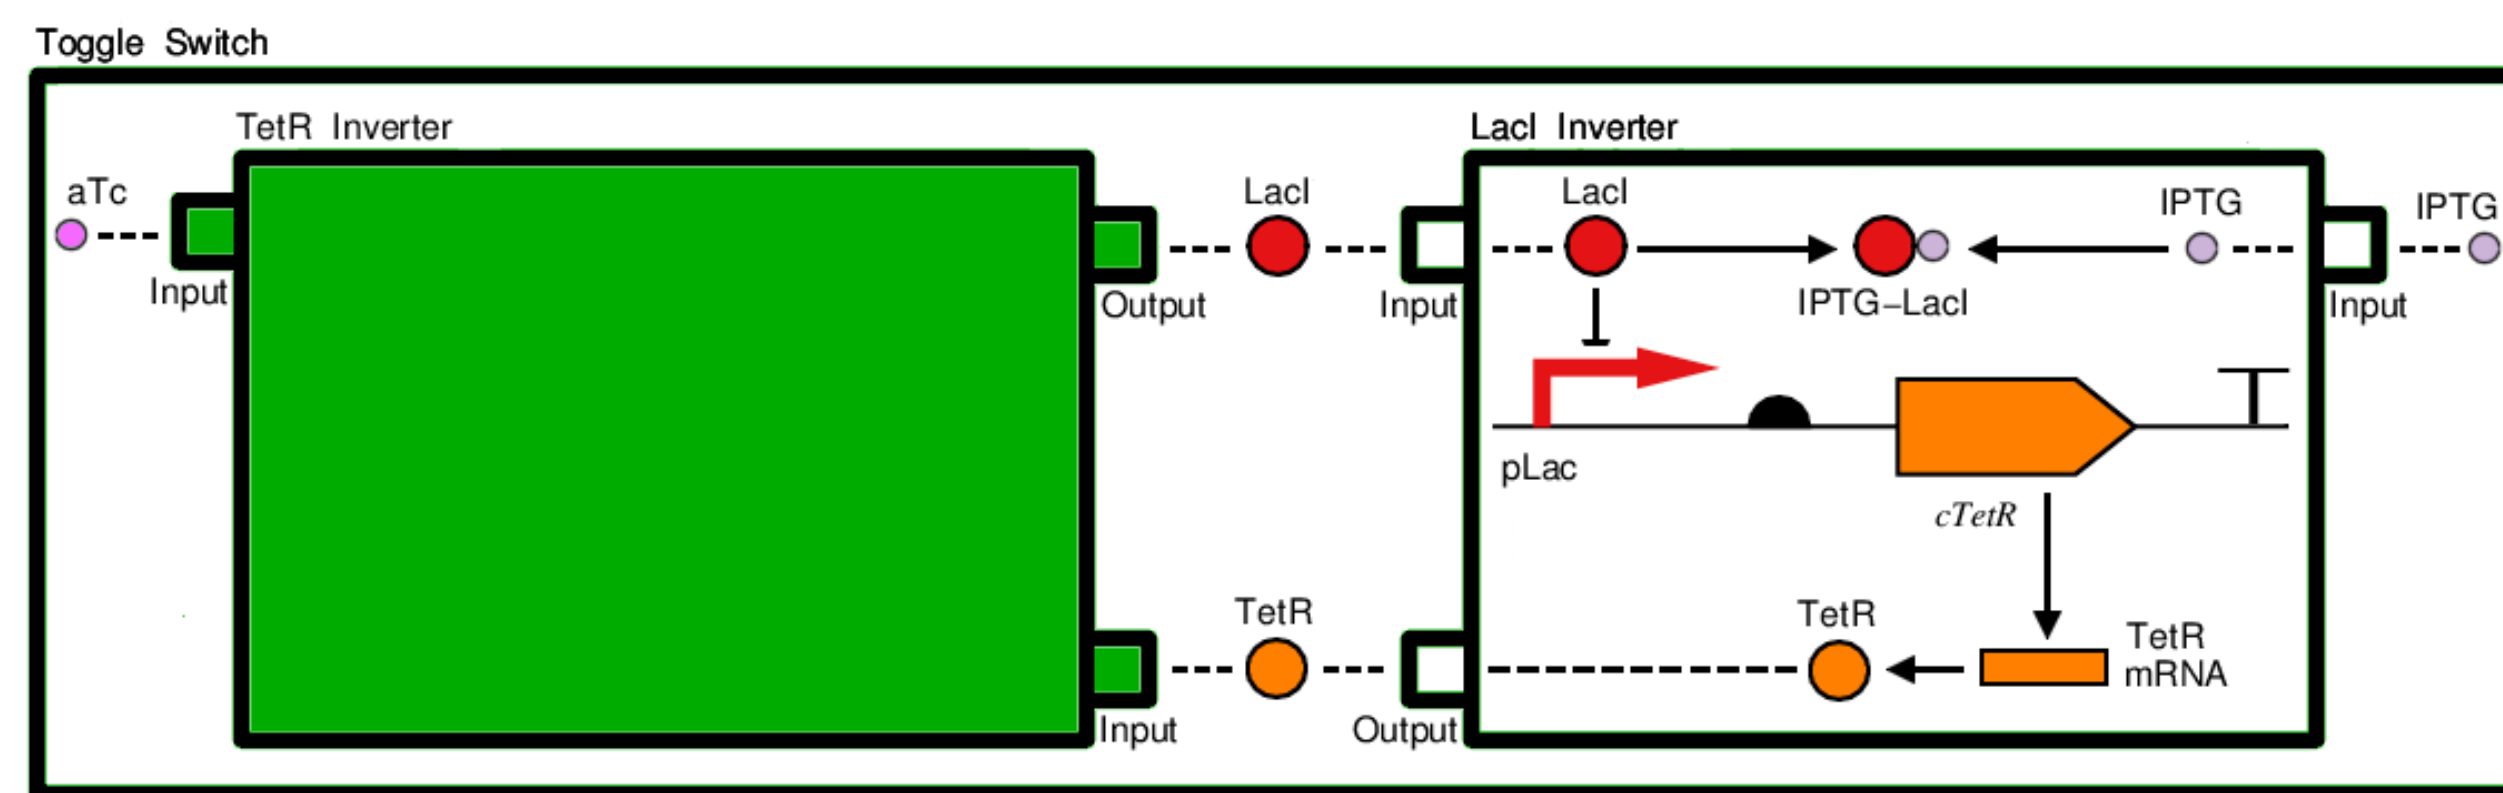 Toggle Switch
TetR Inverter
LacI Inverter
aTc
LacI
LacI
IPTG
IPTG
Input
Output
Input
IPTG–LacI
Input
pLac
cTetR
TetR
TetR
TetR
mRNA
Input
Output